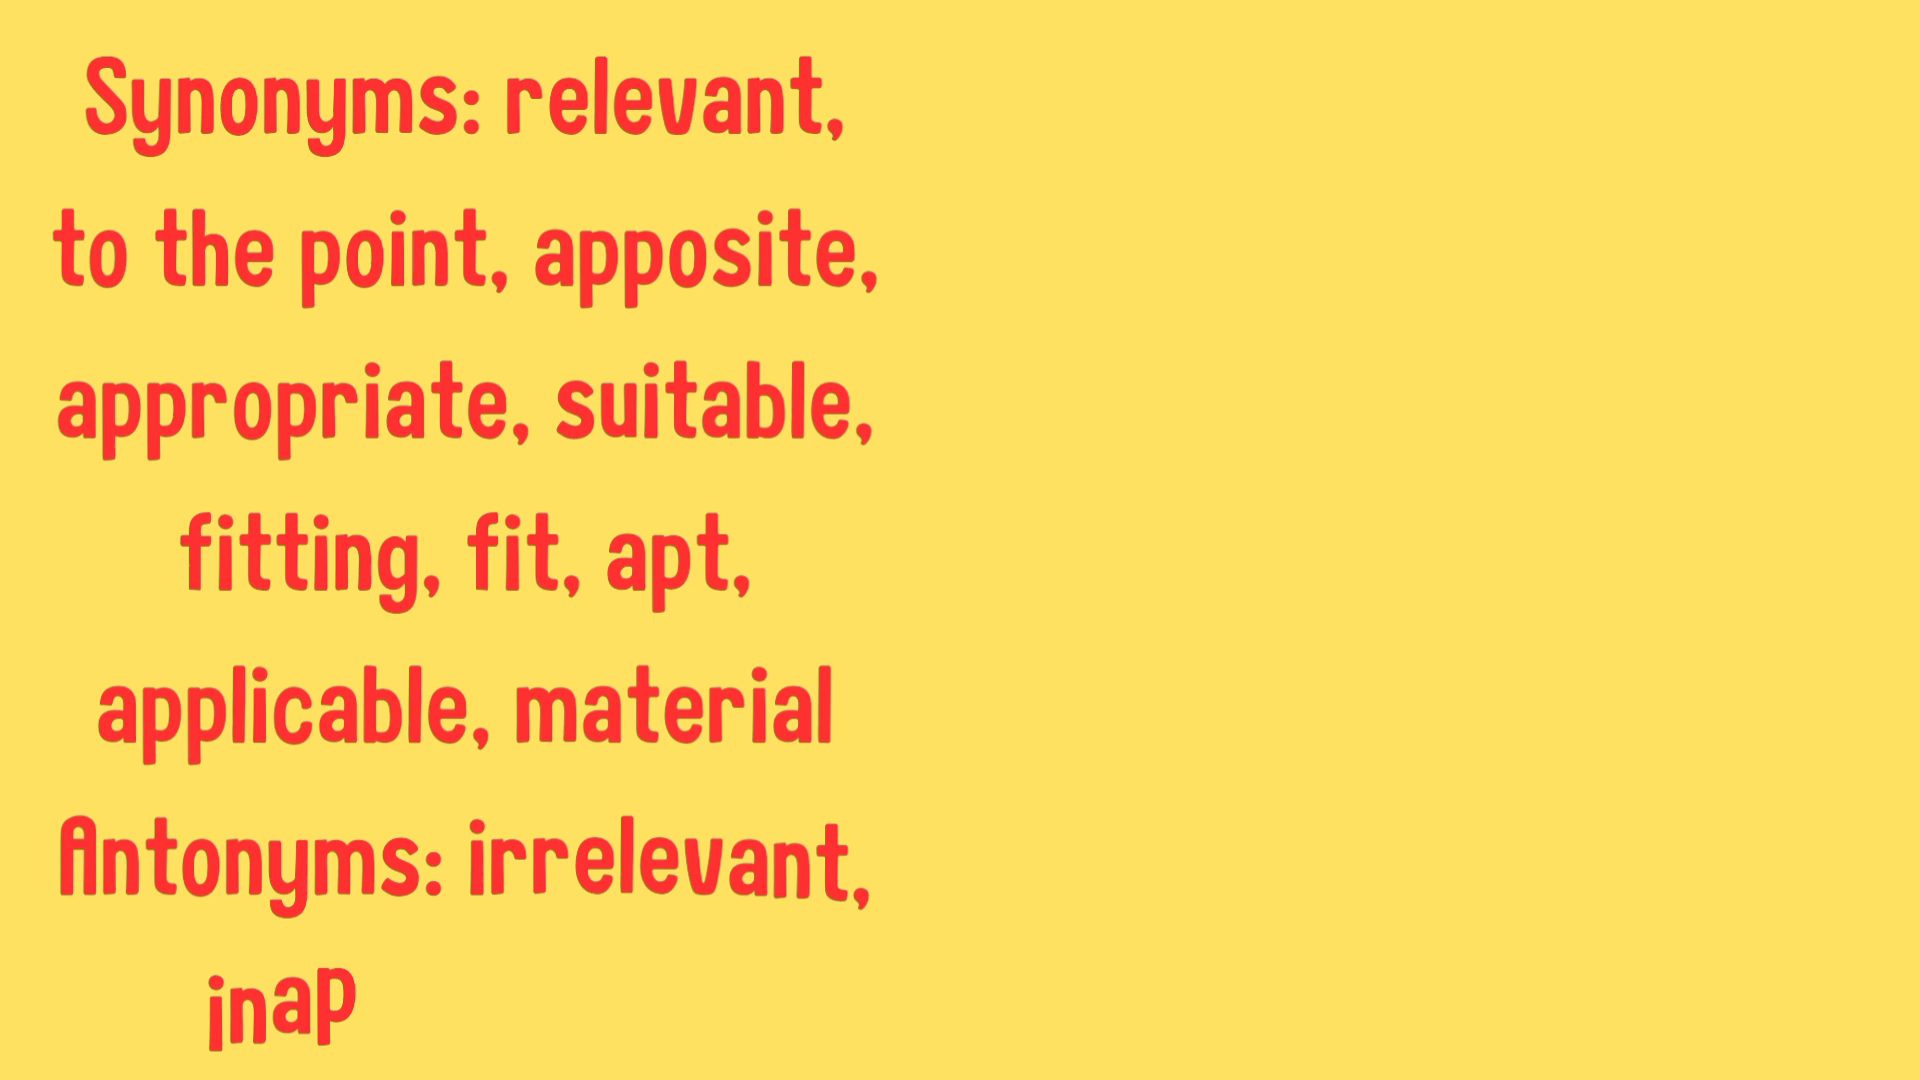 Synonyms: relevant,
to the point, apposite,
appropriate, suitable,
fitting, fit, apt,
applicable, material
Antonyms: irrelevant,
inap